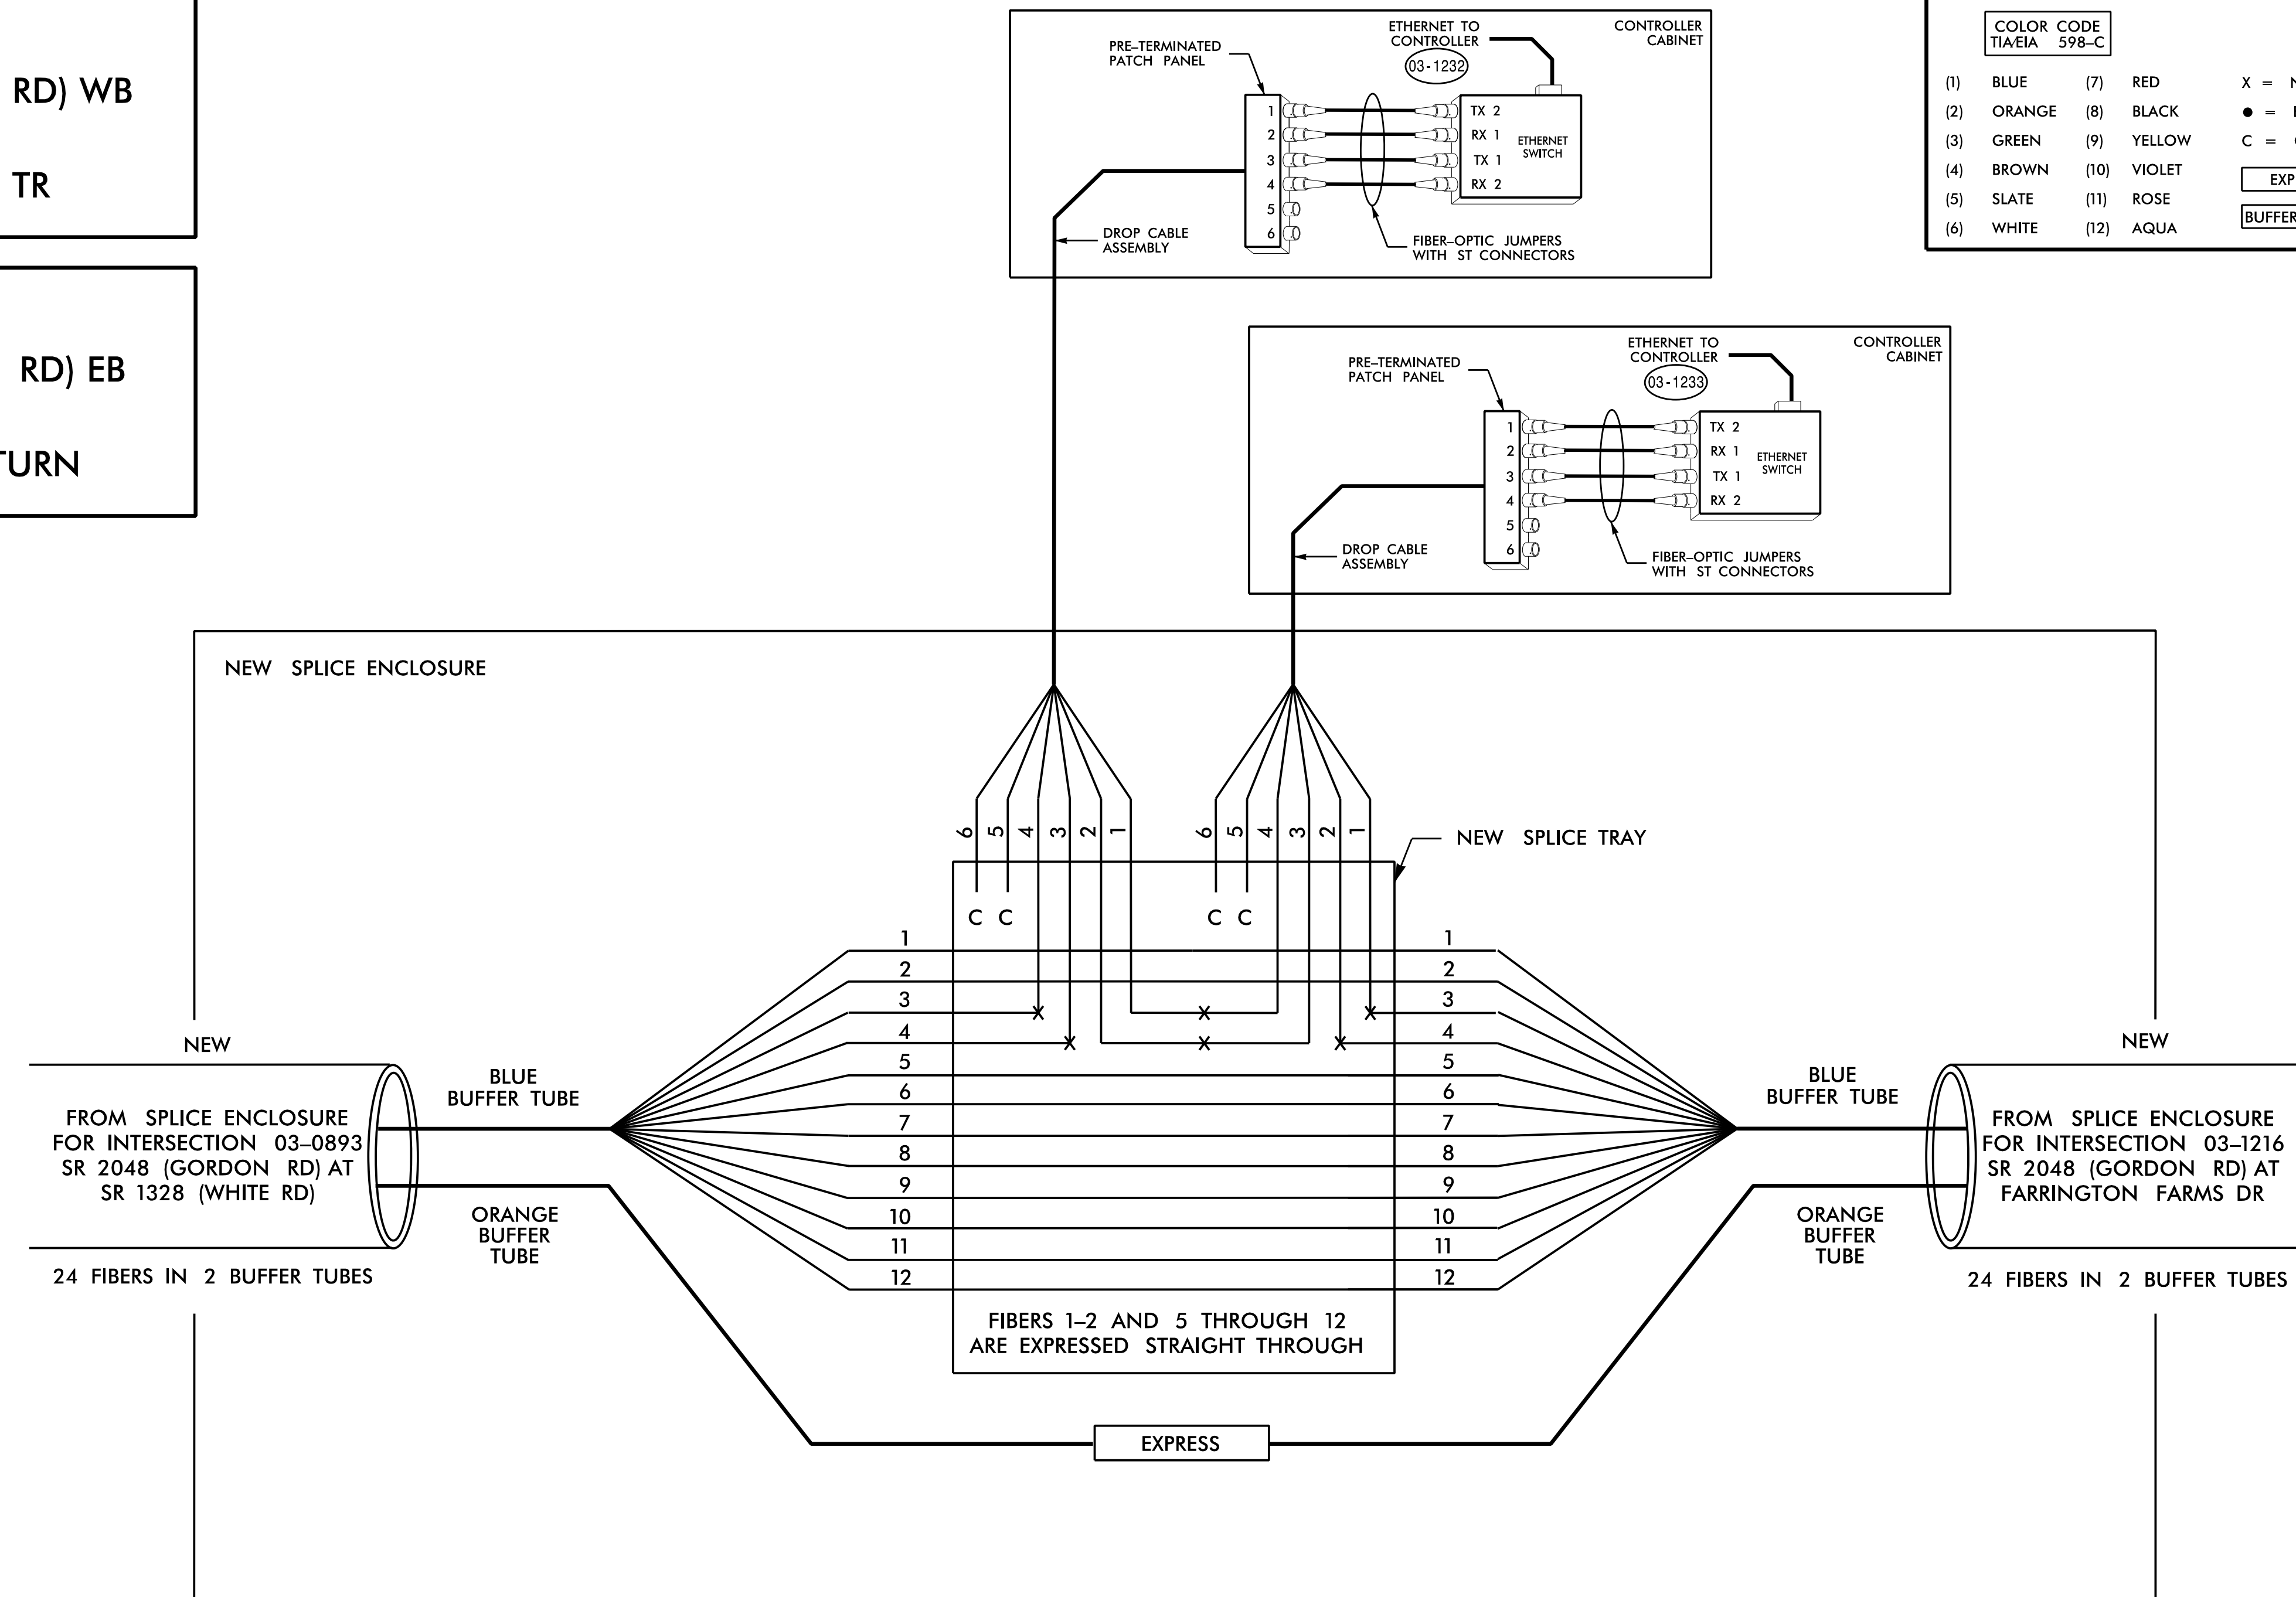 RD) WB
TR
RD) EB
TURN
CONTROLLER
CABINET
ETHERNET TO
CONTROLLER
03-1232
PRE-TERMINATED
PATCH PANEL
1
2
3
4
5
6
TX 2
RX 1
TX 1
RX 2
ETHERNET
SWITCH
DROP CABLE
ASSEMBLY
FIBER-OPTIC JUMPERS
WITH ST CONNECTORS
COLOR CODE
TIA/EIA 598-C
(1) BLUE (7) RED X =
(2) ORANGE (8) BLACK ● =
(3) GREEN (9) YELLOW C =
(4) BROWN (10) VIOLET
(5) SLATE (11) ROSE
(6) WHITE (12) AQUA
EXP
BUFFER
CONTROLLER
CABINET
ETHERNET TO
CONTROLLER
03-1233
PRE-TERMINATED
PATCH PANEL
1
2
3
4
5
6
TX 2
RX 1
TX 1
RX 2
ETHERNET
SWITCH
DROP CABLE
ASSEMBLY
FIBER-OPTIC JUMPERS
WITH ST CONNECTORS
NEW SPLICE ENCLOSURE
6 5 4 3 2 1
6 5 4 3 2 1
NEW SPLICE TRAY
C C
C C
1 1
2 2
3 3
4 4
5 5
6 6
7 7
8 8
9 9
10 10
11 11
12 12
FIBERS 1-2 AND 5 THROUGH 12
ARE EXPRESSED STRAIGHT THROUGH
NEW
FROM SPLICE ENCLOSURE
FOR INTERSECTION 03-0893
SR 2048 (GORDON RD) AT
SR 1328 (WHITE RD)
24 FIBERS IN 2 BUFFER TUBES
BLUE
BUFFER TUBE
ORANGE
BUFFER
TUBE
EXPRESS
BLUE
BUFFER TUBE
ORANGE
BUFFER
TUBE
NEW
FROM SPLICE ENCLOSURE
FOR INTERSECTION 03-1216
SR 2048 (GORDON RD) AT
FARRINGTON FARMS DR
24 FIBERS IN 2 BUFFER TUBES